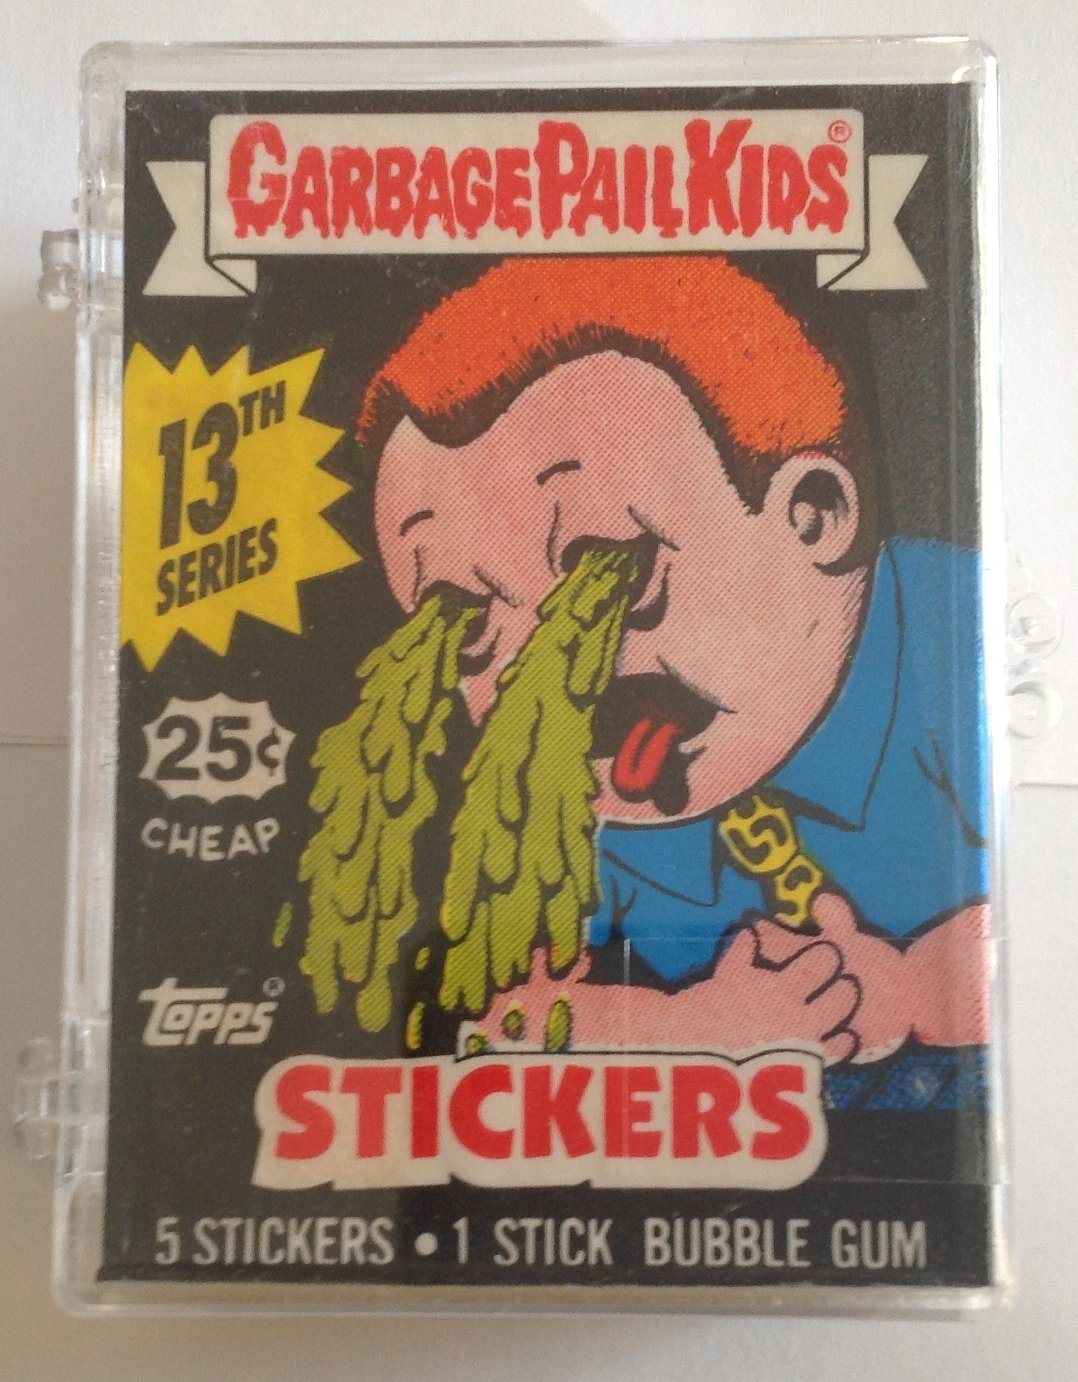 GARBAGE PAIL KIDS®
13TH
SERIES
25¢
CHEAP
topps®
STICKERS
5 STICKERS • 1 STICK BUBBLE GUM